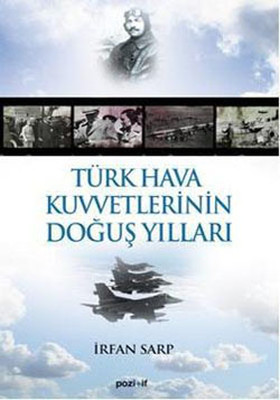 TÜRK HAVA
KUVVETLERİNİN
DOĞUŞ YILLARI
İRFAN SARP
pozitif